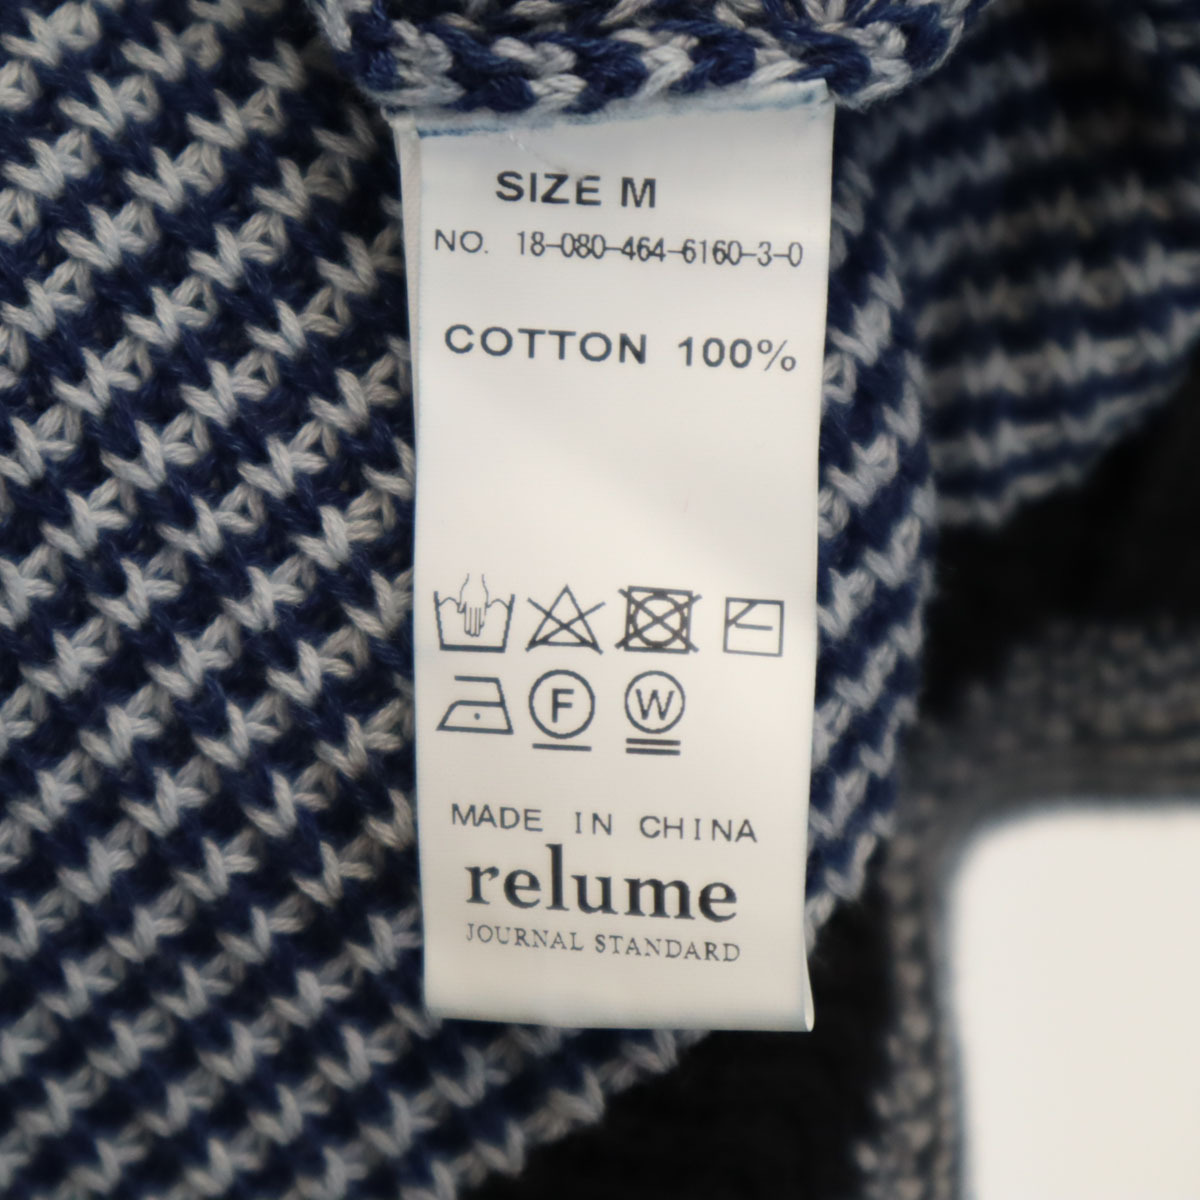 SIZE M
NO. 18-080-464-6160-3-0
COTTON 100%
F W
MADE IN CHINA
relume
JOURNAL STANDARD